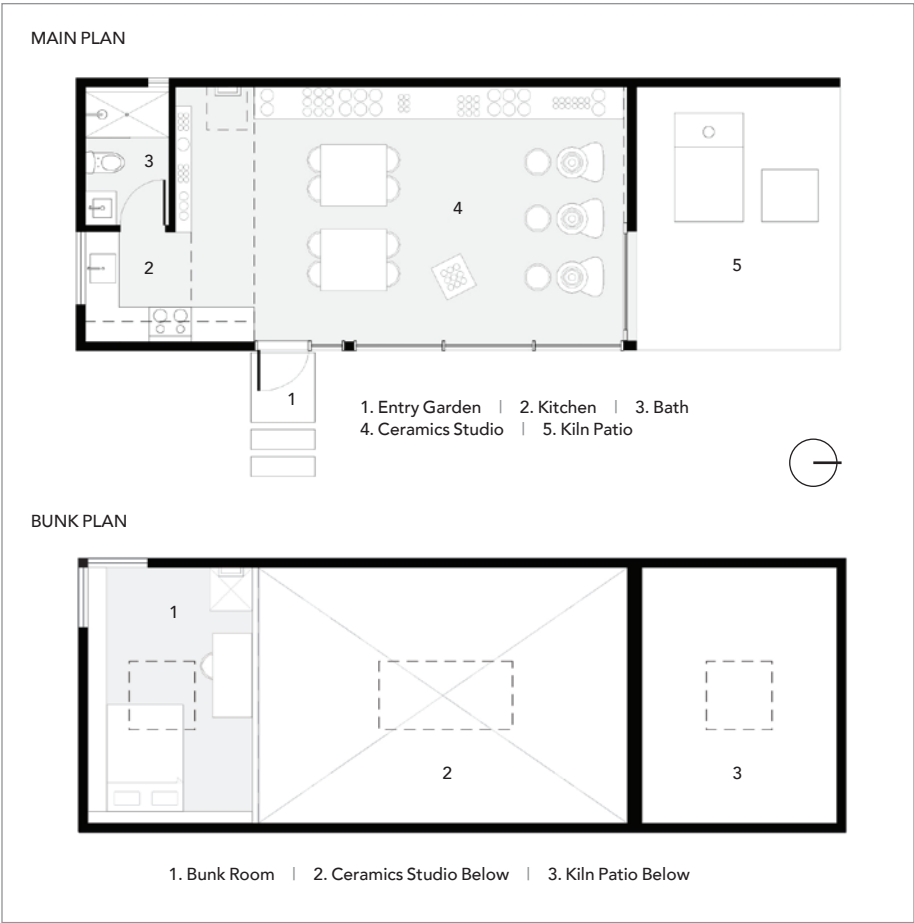 MAIN PLAN
3
4
2
5
1
1. Entry Garden | 2. Kitchen | 3. Bath
4. Ceramics Studio | 5. Kiln Patio
BUNK PLAN
1
2
3
1. Bunk Room | 2. Ceramics Studio Below | 3. Kiln Patio Below